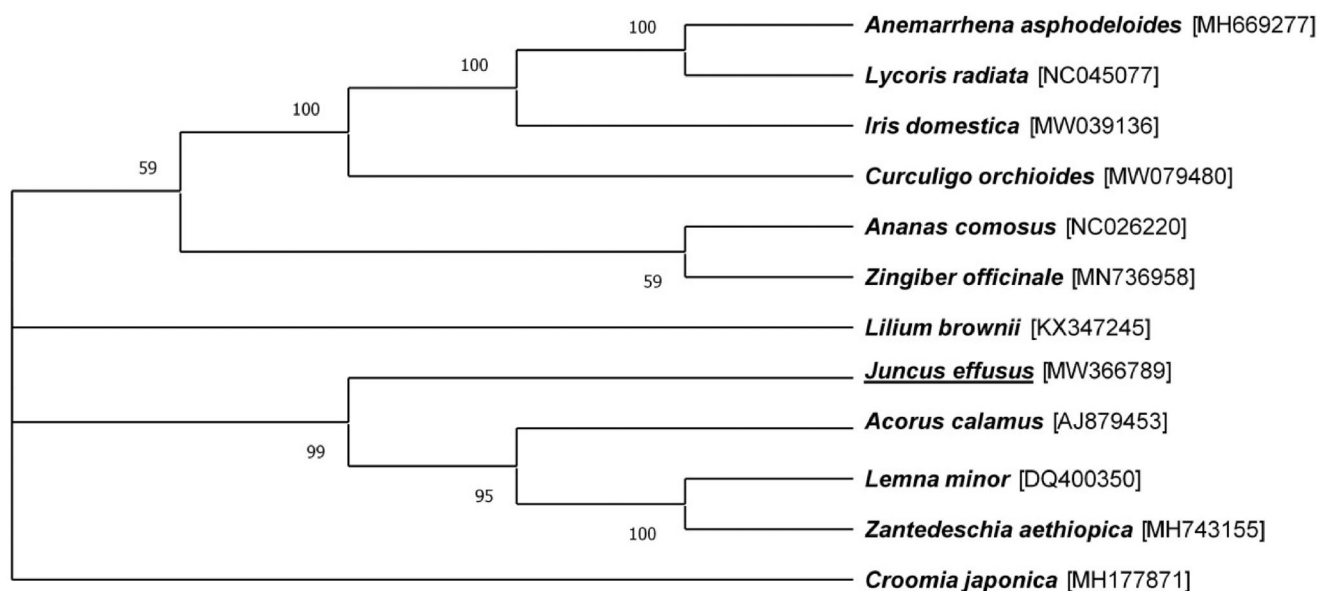 100
Anemarrhena asphodeloides [MH669277]
Lycoris radiata [NC045077]
100
Iris domestica [MW039136]
100
Curculigo orchioides [MW079480]
59
Ananas comosus [NC026220]
Zingiber officinale [MN736958]
59
Lilium brownii [KX347245]
Juncus effusus [MW366789]
Acorus calamus [AJ879453]
99
Lemna minor [DQ400350]
95
Zantedeschia aethiopica [MH743155]
100
Croomia japonica [MH177871]